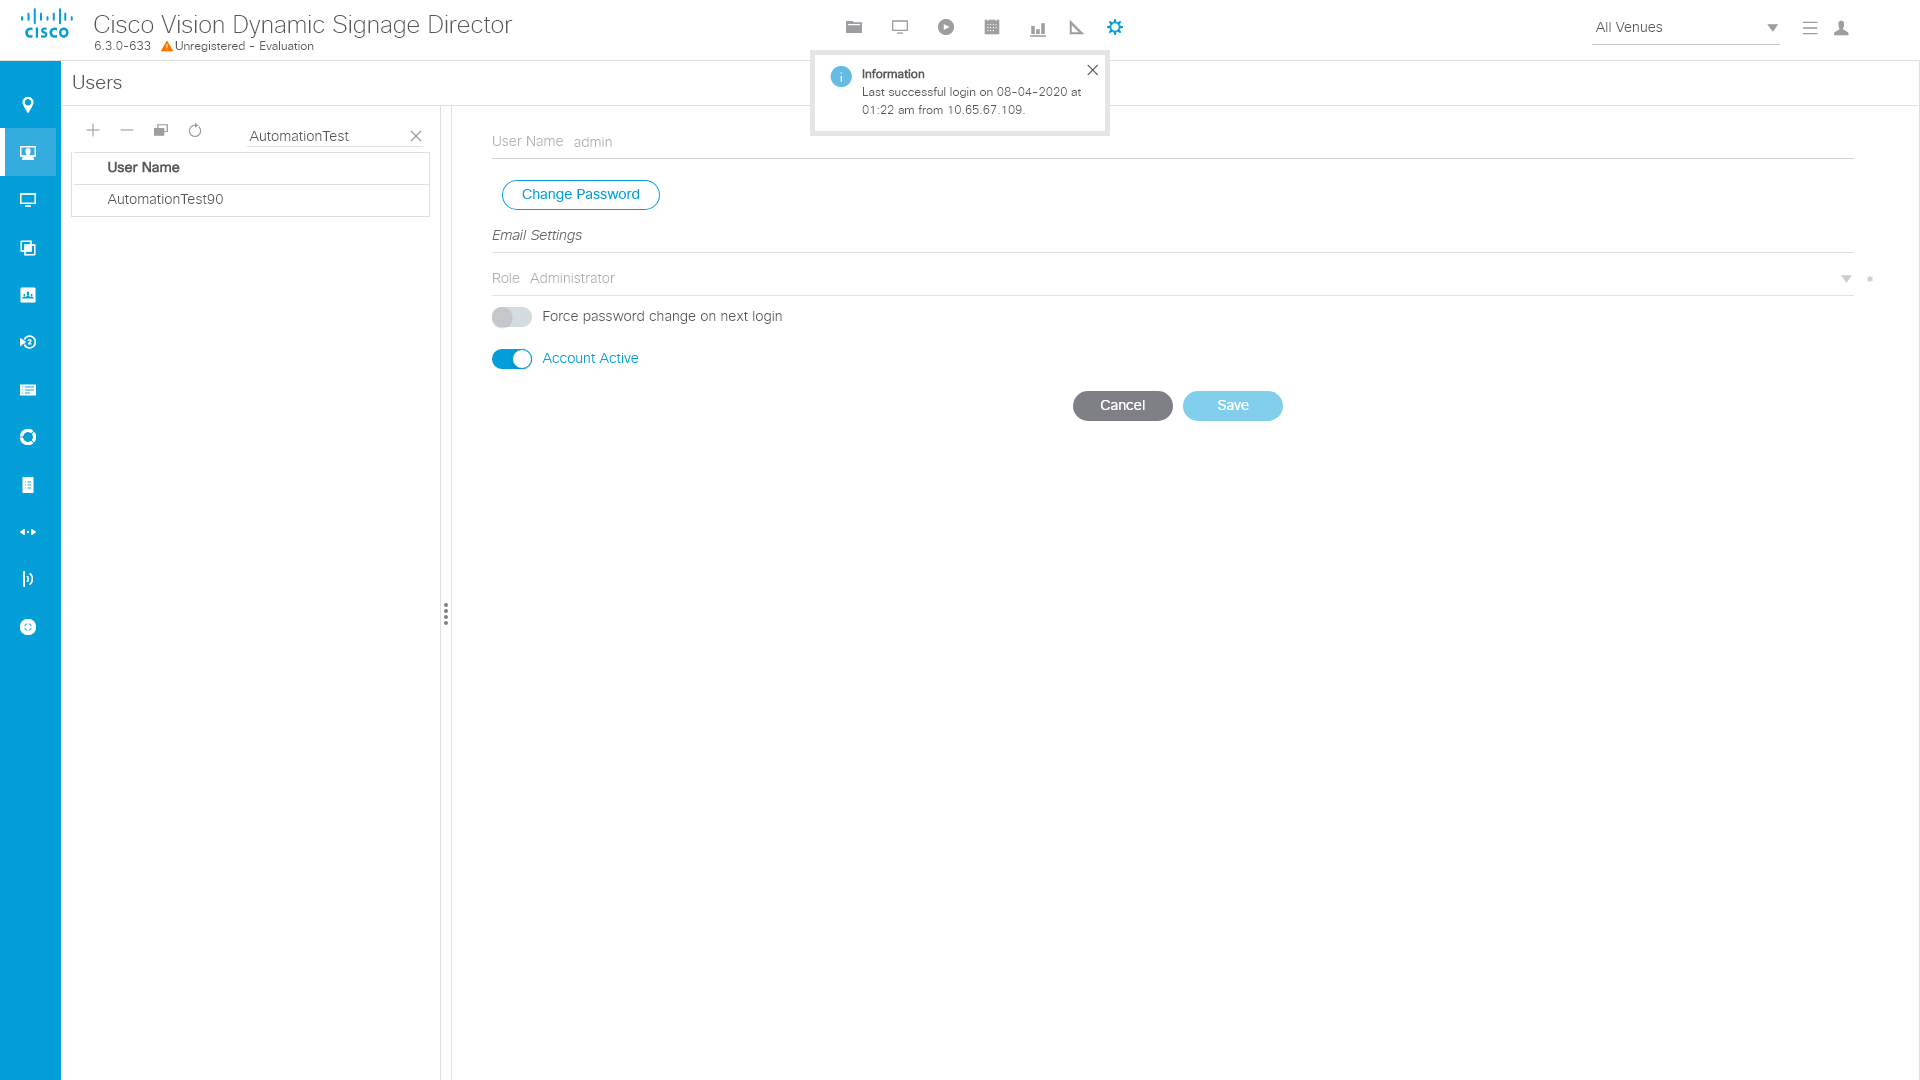 CISCO
Cisco Vision Dynamic Signage Director
6.3.0-633 Unregistered - Evaluation
All Venues
Users
Information
Last successful login on 08-04-2020 at
01:22 am from 10.65.67.109.
AutomationTest
User Name
AutomationTest90
User Name admin
Change Password
Email Settings
Role Administrator
Force password change on next login
Account Active
Cancel
Save